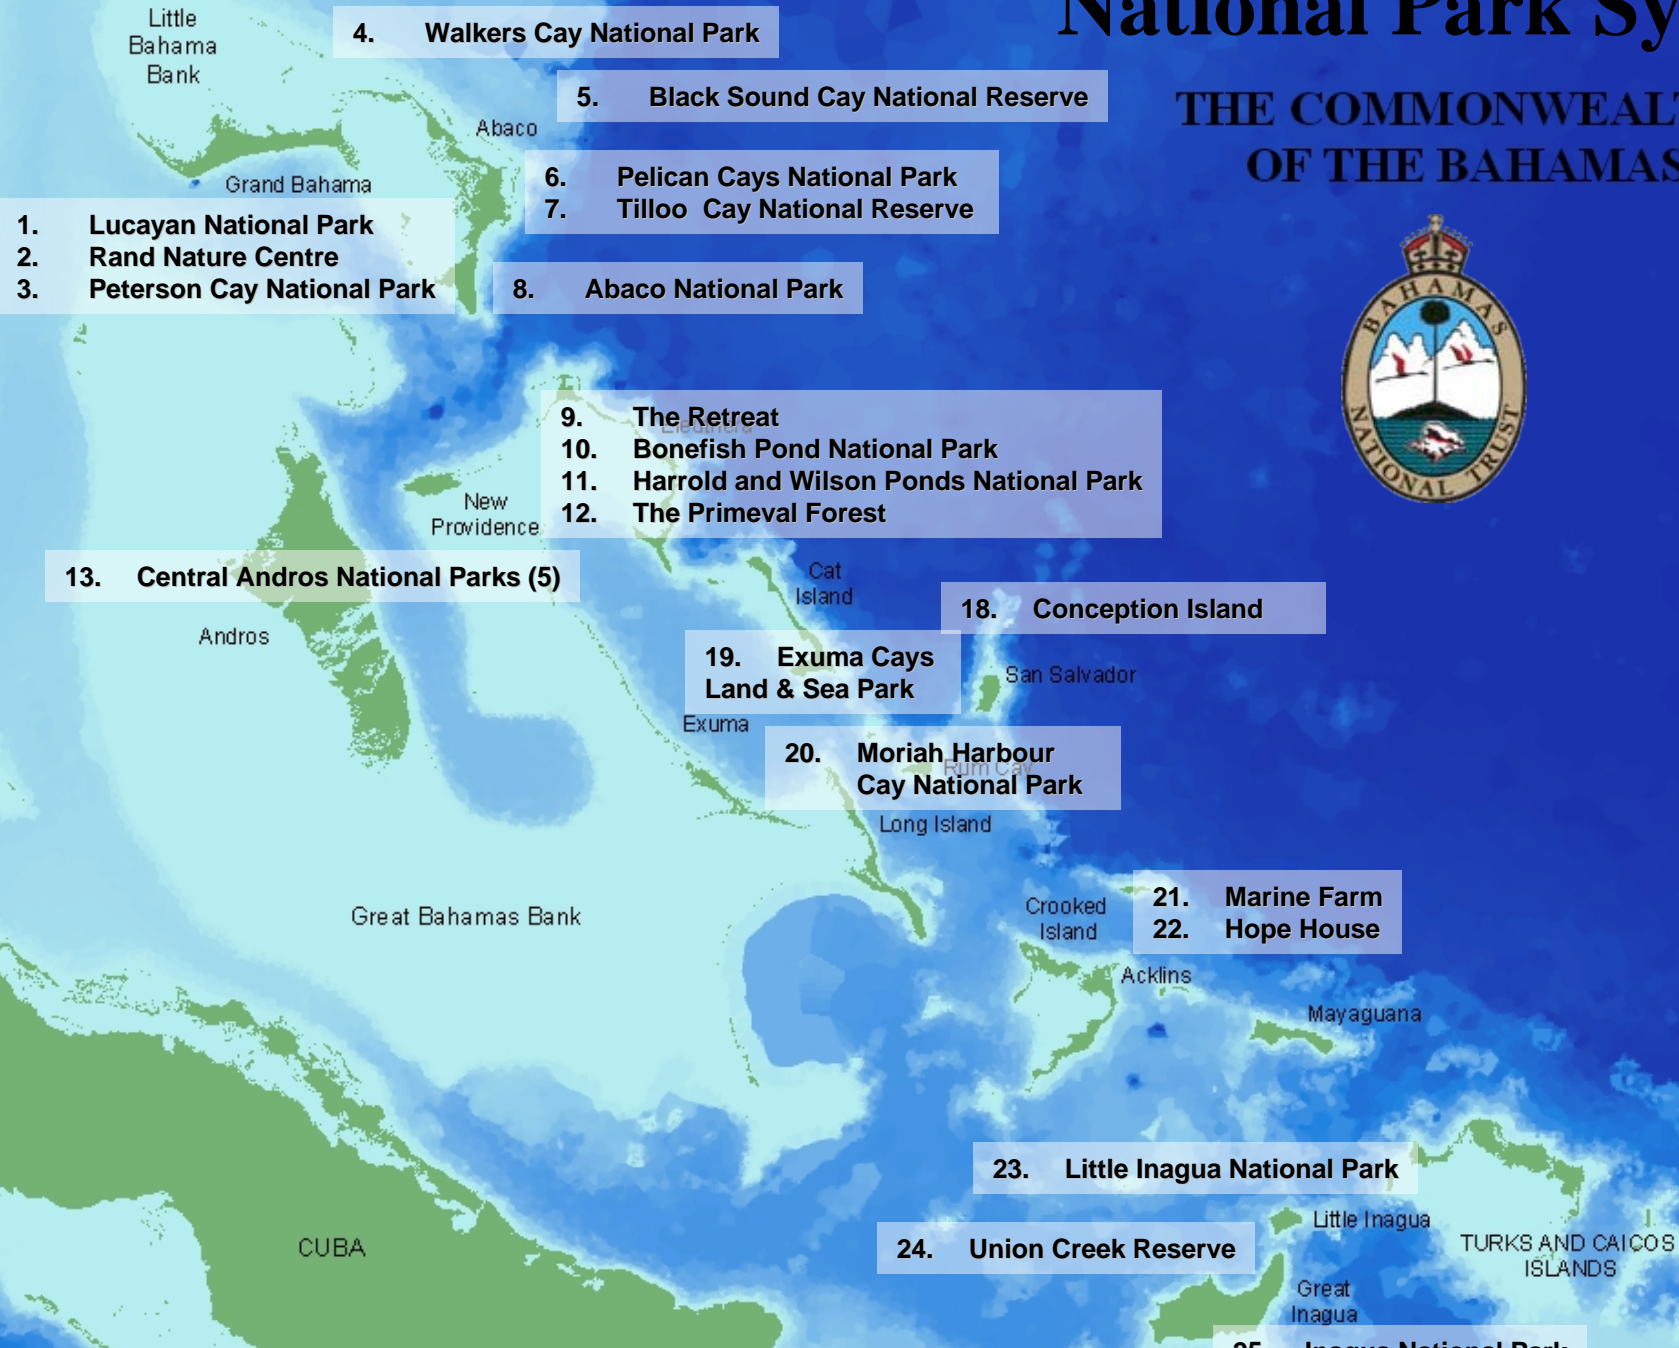 National Park Sy
THE COMMONWEALT
OF THE BAHAMAS
BAHAMAS
NATIONAL TRUST
Little
Bahama
Bank
4. Walkers Cay National Park
5. Black Sound Cay National Reserve
Abaco
Grand Bahama
6. Pelican Cays National Park
7. Tilloo Cay National Reserve
1. Lucayan National Park
2. Rand Nature Centre
3. Peterson Cay National Park
8. Abaco National Park
9. The Retreat
Eleuthera
10. Bonefish Pond National Park
11. Harrold and Wilson Ponds National Park
12. The Primeval Forest
New
Providence
13. Central Andros National Parks (5)
Cat
Island
18. Conception Island
Andros
19. Exuma Cays
Land & Sea Park
San Salvador
Exuma
20. Moriah Harbour
Cay National Park
Rum Cay
Long Island
21. Marine Farm
22. Hope House
Crooked
Island
Great Bahamas Bank
Acklins
Mayaguana
23. Little Inagua National Park
Little Inagua
24. Union Creek Reserve
CUBA
TURKS AND CAICOS
ISLANDS
Great
Inagua
25. Inagua National Park